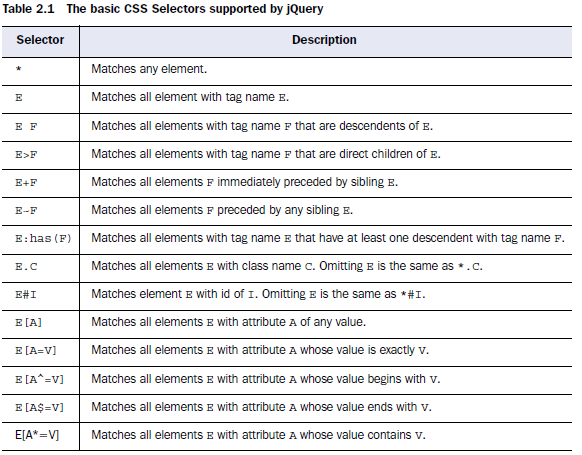 Table 2.1 The basic CSS Selectors supported by jQuery
Selector Description
* Matches any element.
E Matches all element with tag name E.
E F Matches all elements with tag name F that are descendents of E.
E>F Matches all elements with tag name F that are direct children of E.
E+F Matches all elements F immediately preceded by sibling E.
E~F Matches all elements F preceded by any sibling E.
E:has(F) Matches all elements with tag name E that have at least one descendent with tag name F.
E.C Matches all elements E with class name C. Omitting E is the same as *.C.
E#I Matches element E with id of I. Omitting E is the same as *#I.
E[A] Matches all elements E with attribute A of any value.
E[A=V] Matches all elements E with attribute A whose value is exactly V.
E[A^=V] Matches all elements E with attribute A whose value begins with V.
E[A$=V] Matches all elements E with attribute A whose value ends with V.
E[A*=V] Matches all elements E with attribute A whose value contains V.